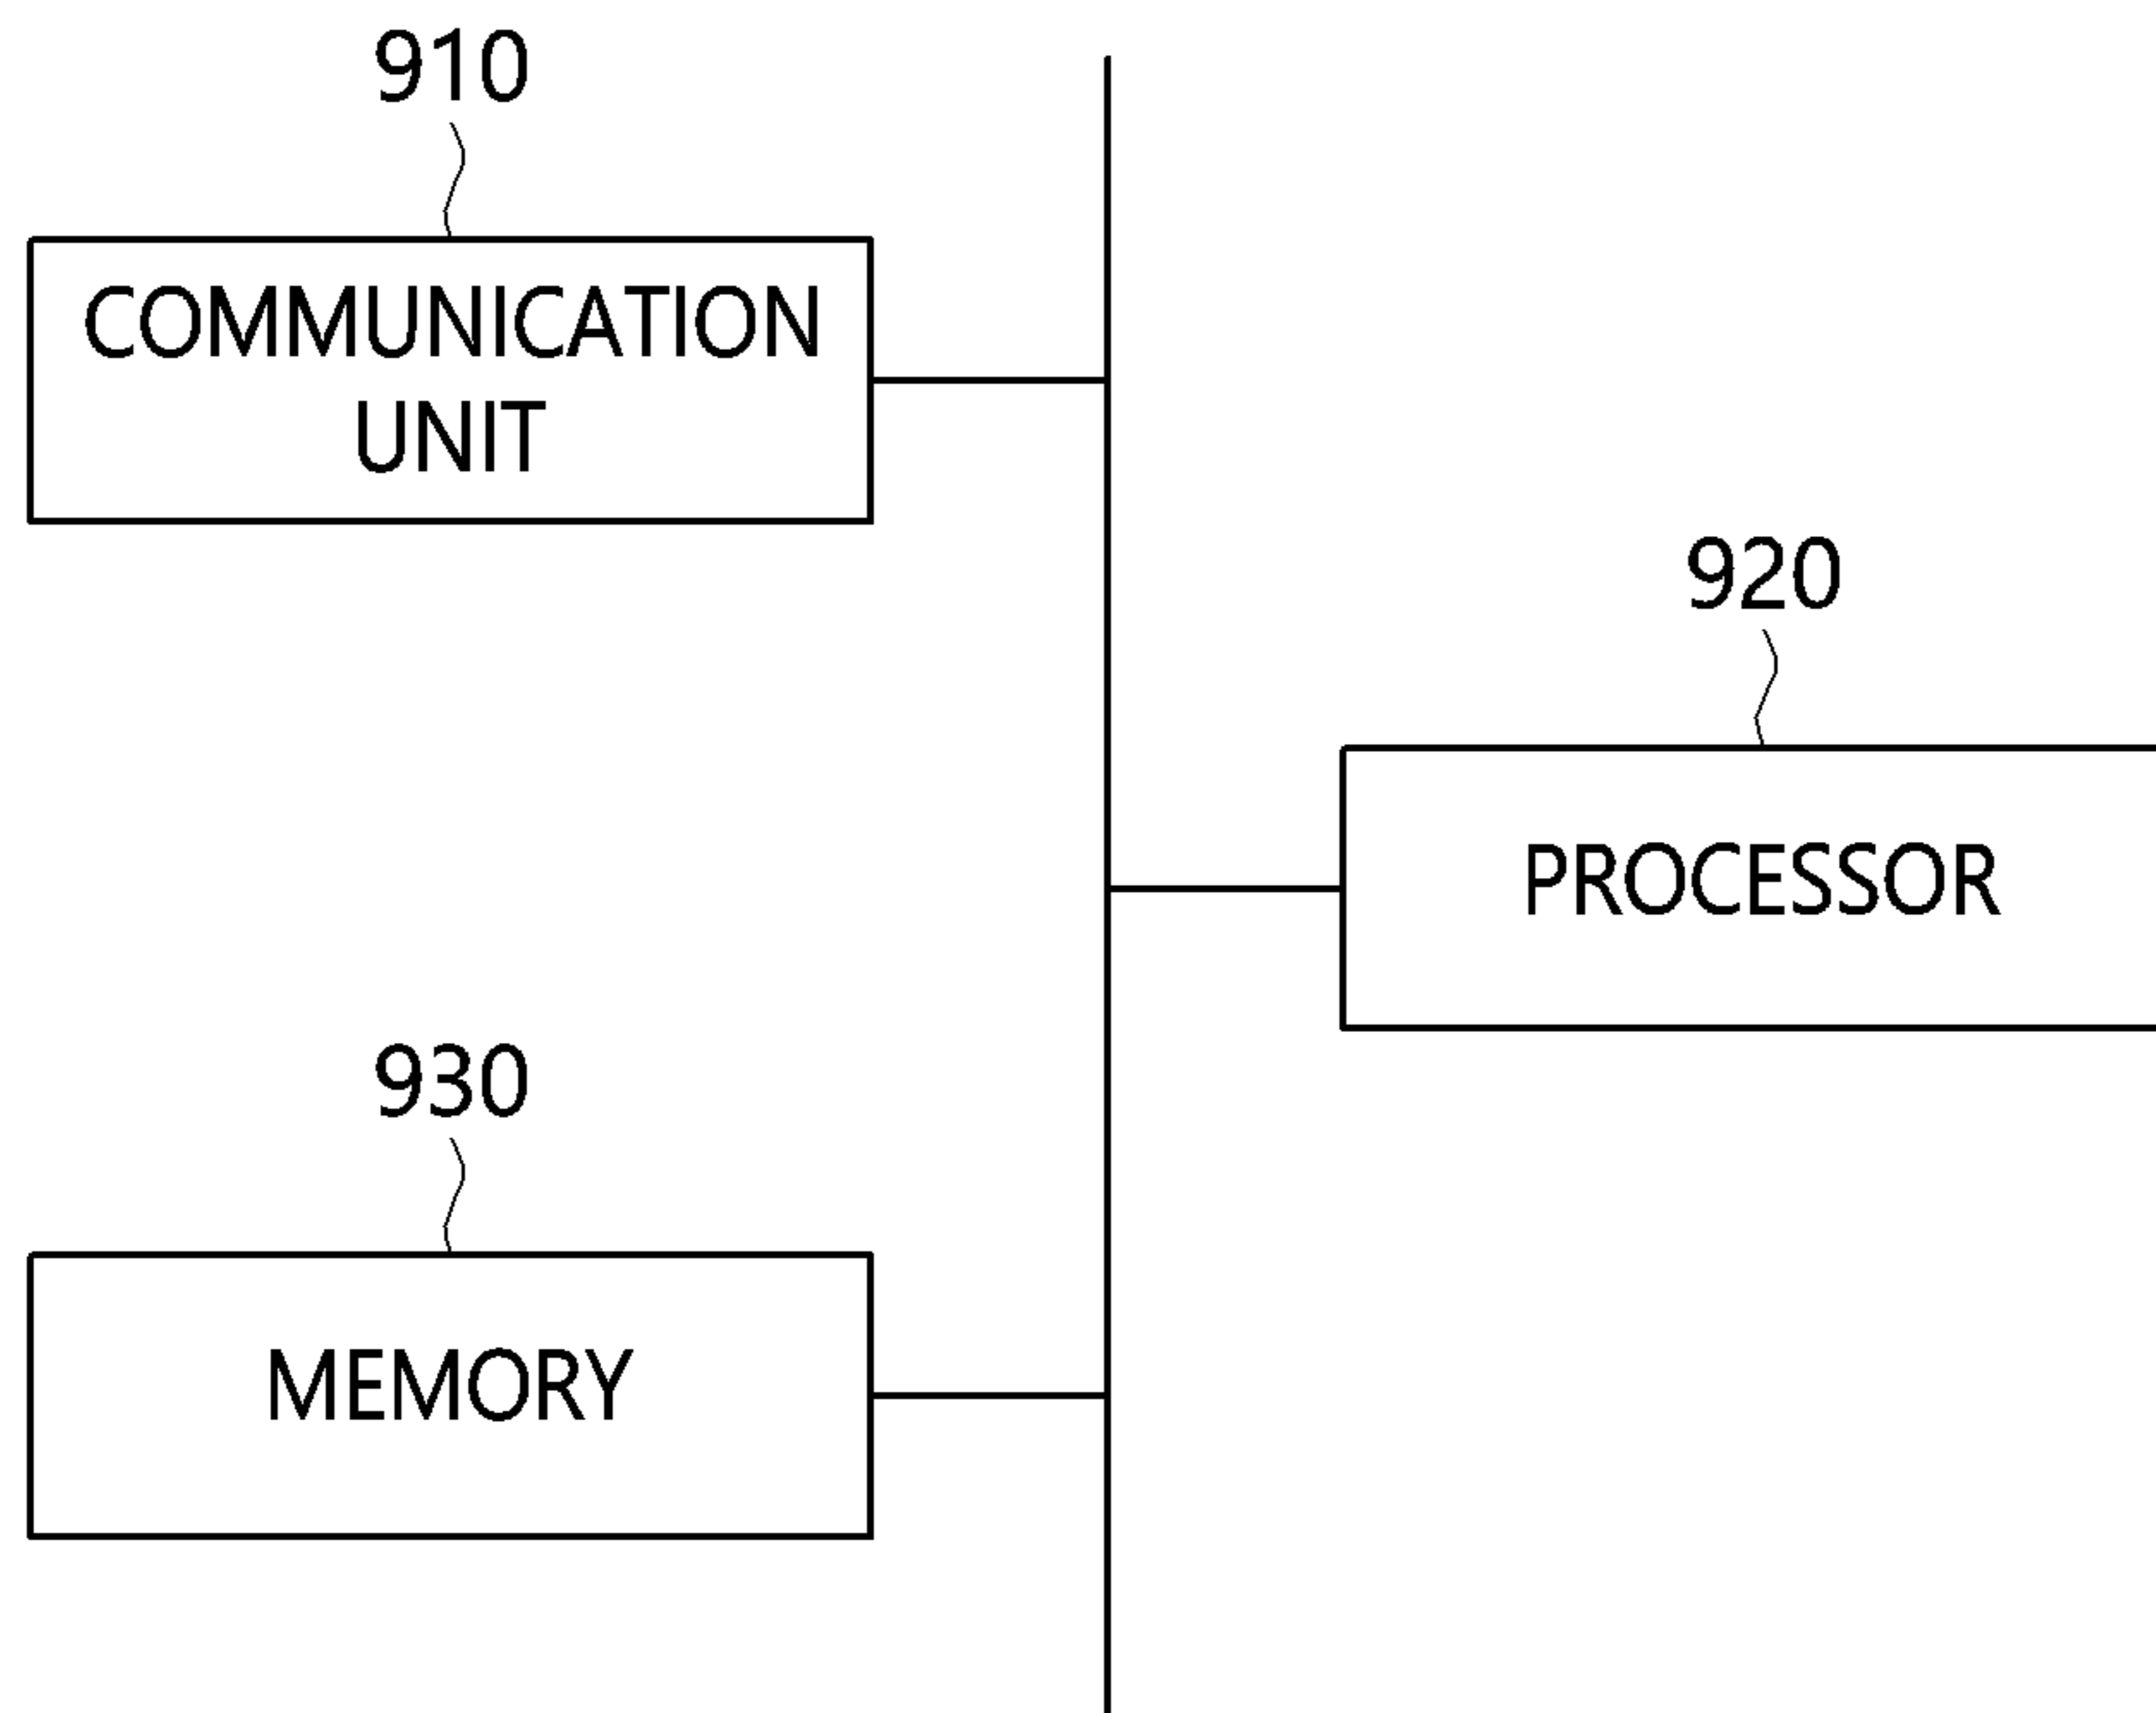 910
COMMUNICATION
UNIT
920
PROCESSOR
930
MEMORY